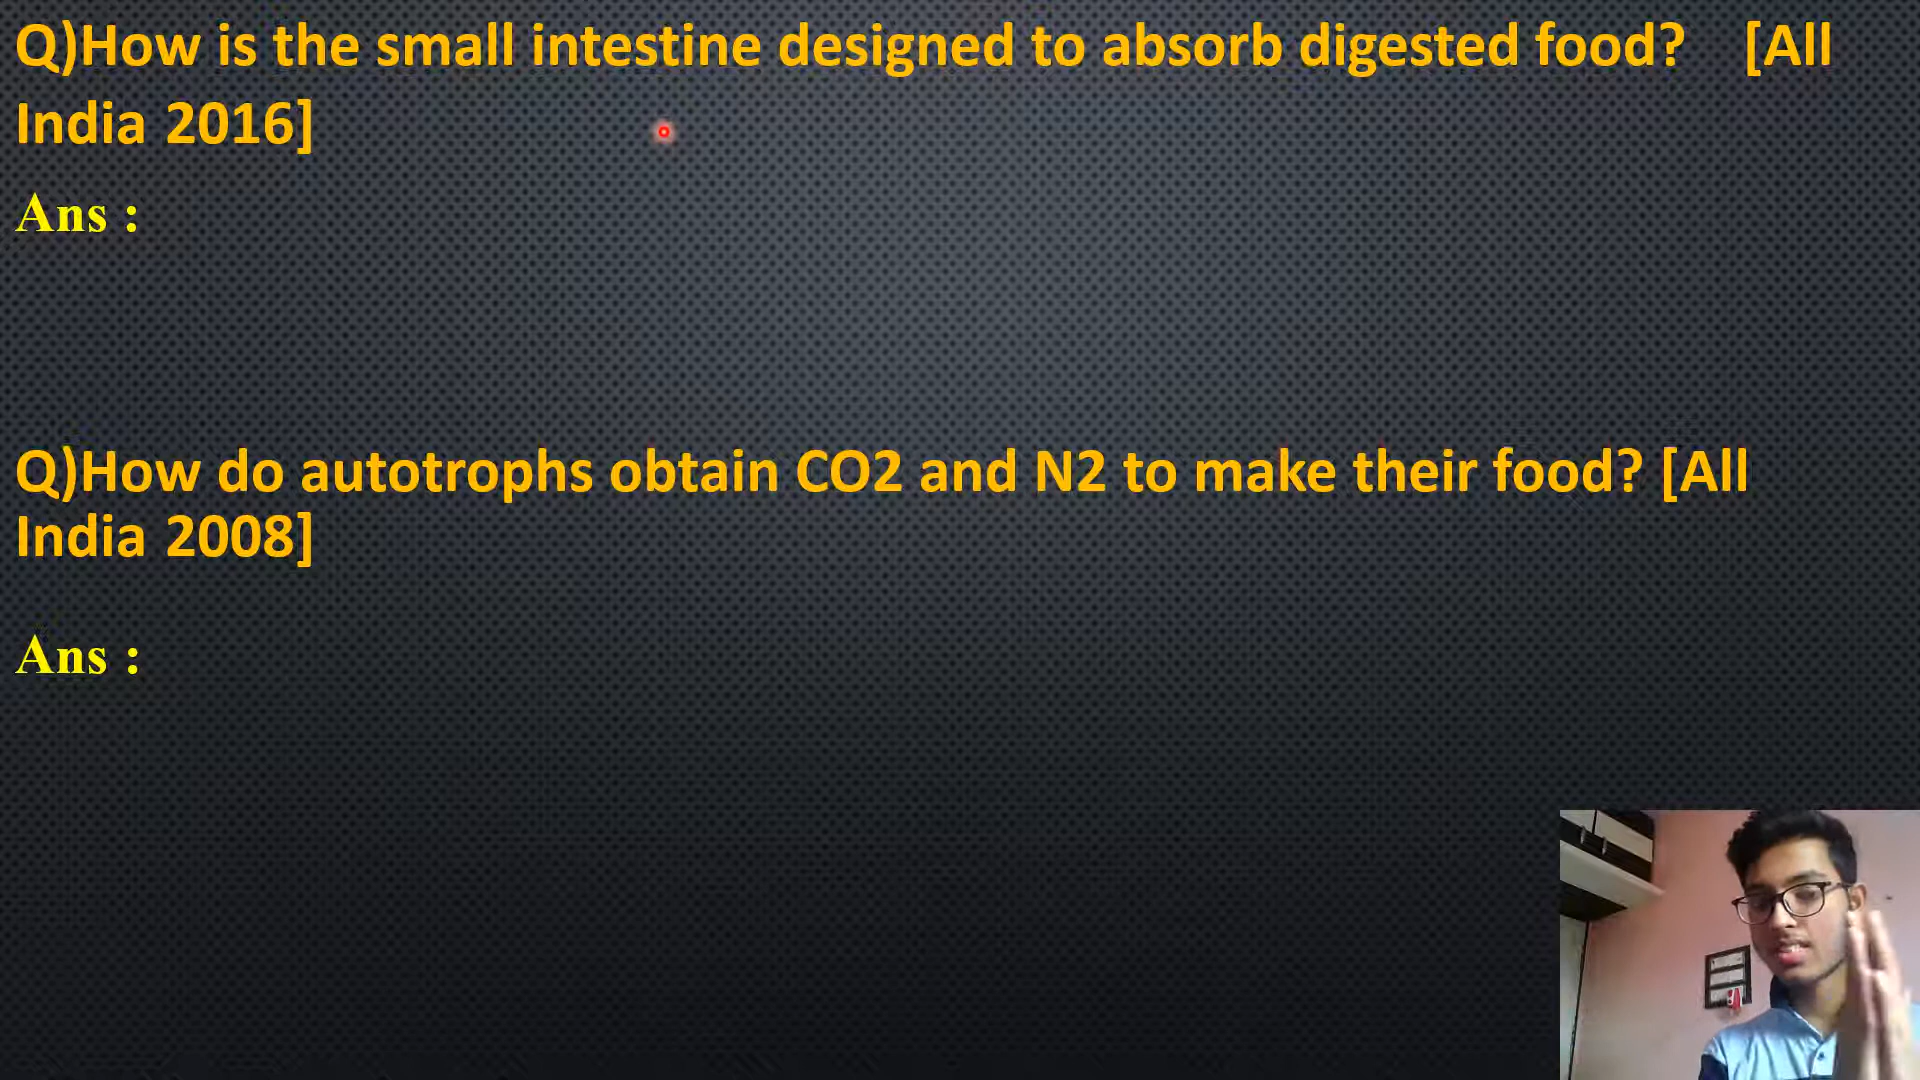 Q)How is the small intestine designed to absorb digested food? [All
India 2016]
Ans :
Q)How do autotrophs obtain CO2 and N2 to make their food? [All
India 2008]
Ans :